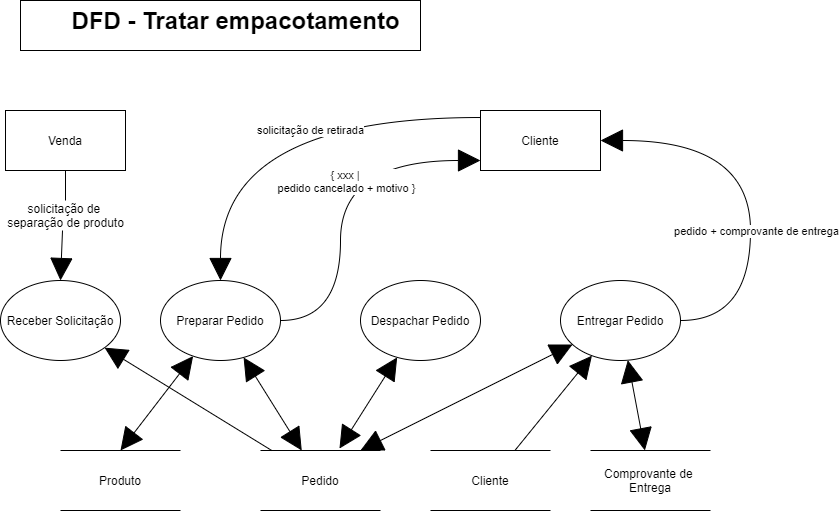 DFD - Tratar empacotamento
Venda
Cliente
solicitação de retirada
{ xxx |
pedido cancelado + motivo }
solicitação de
separação de produto
pedido + comprovante de entrega
Receber Solicitação
Preparar Pedido
Despachar Pedido
Entregar Pedido
Produto
Pedido
Cliente
Comprovante de
Entrega